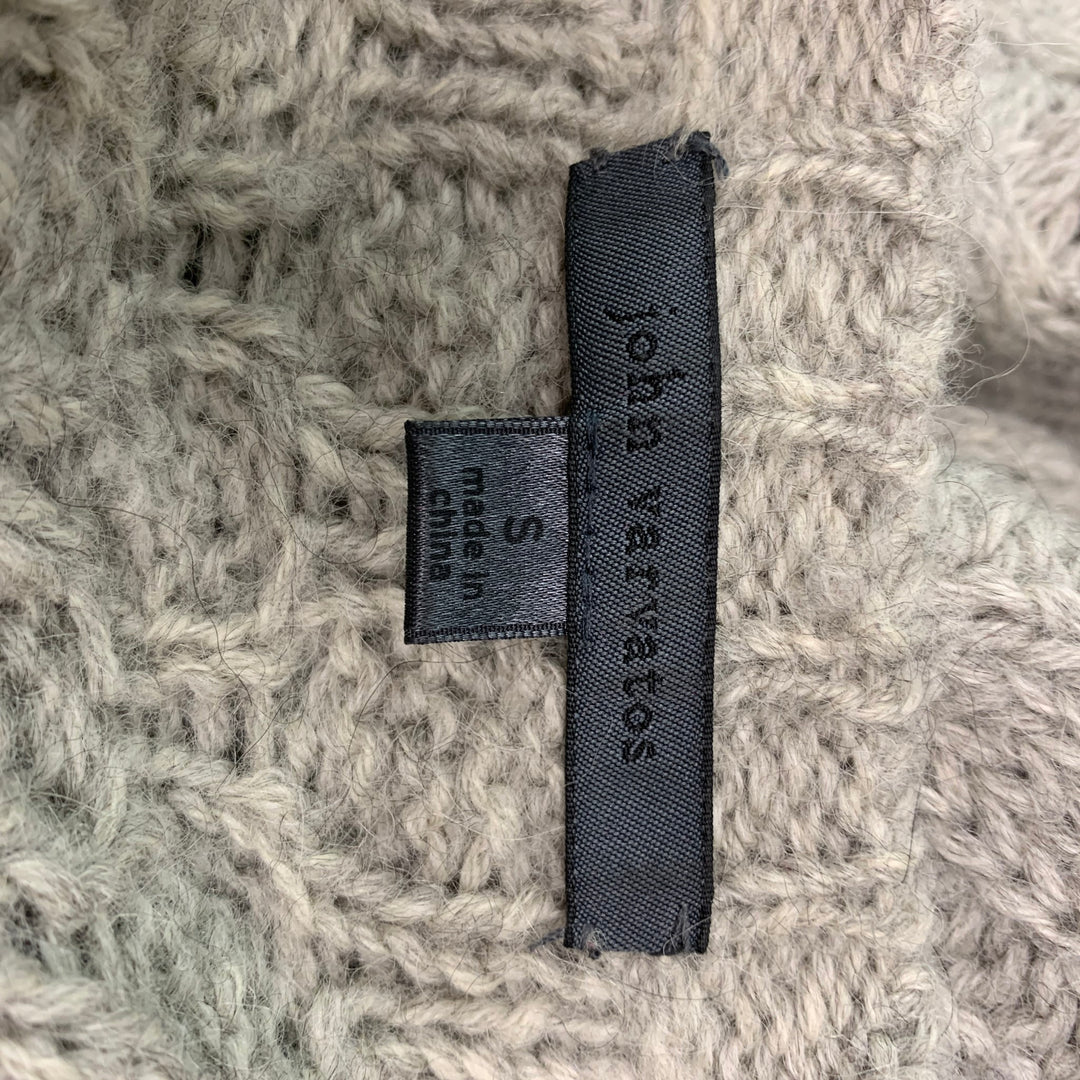 john varvatos
S
made in
china